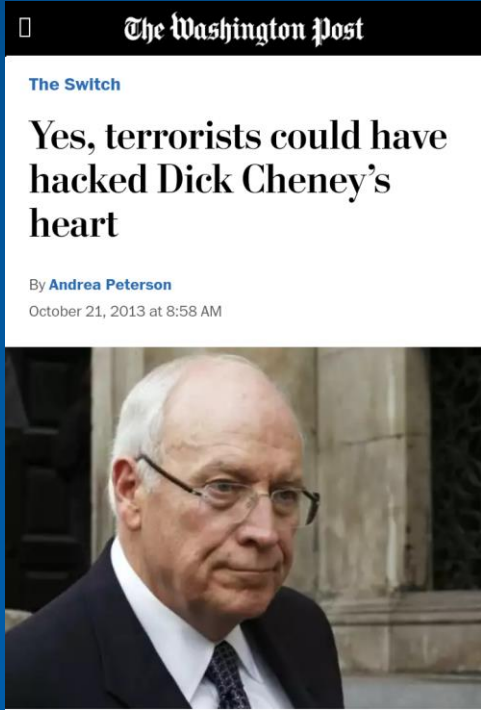 The Washington Post
The Switch
Yes, terrorists could have
hacked Dick Cheney’s
heart
By Andrea Peterson
October 21, 2013 at 8:58 AM